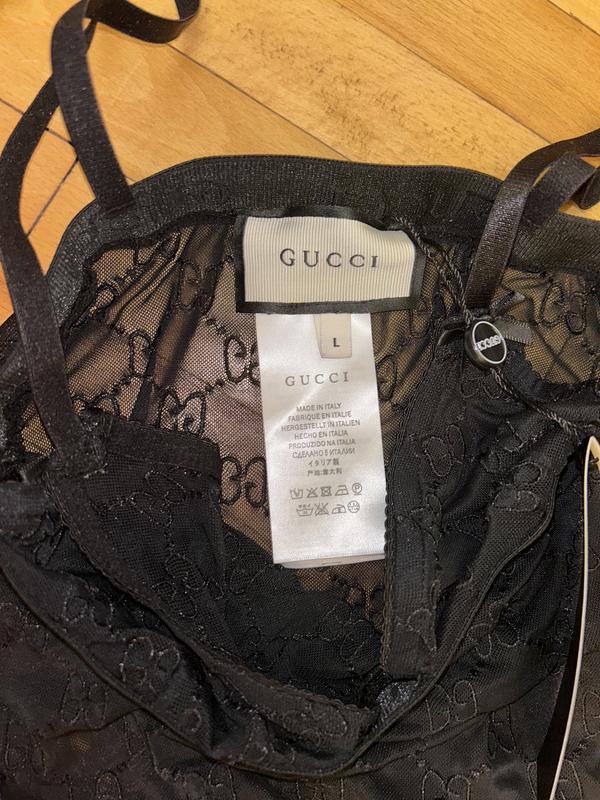 GUCCI
L
GUCCI
MADE IN ITALY
FABRIQUE EN ITALIE
HERGESTELLT IN ITALIEN
HECHO EN ITALIA
PRODUZIDO NA ITALIA
СДЕЛАНО В ИТАЛИИ
イタリア製
产地:意大利